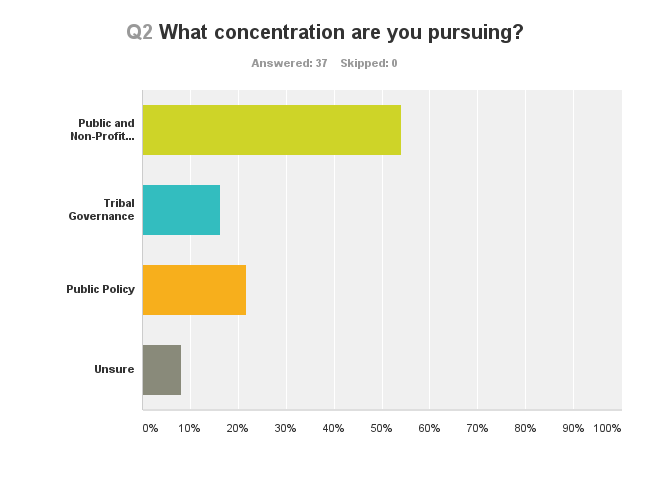 Q2 What concentration are you pursuing?
Answered: 37 Skipped: 0
Public and
Non-Profit...
Tribal
Governance
Public Policy
Unsure
0% 10% 20% 30% 40% 50% 60% 70% 80% 90% 100%